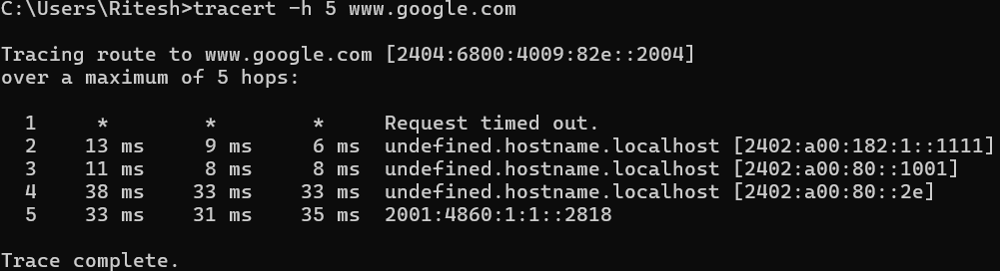 C:\Users\Ritesh>tracert -h 5 www.google.com
Tracing route to www.google.com [2404:6800:4009:82e::2004]
over a maximum of 5 hops:
1 * * * Request timed out.
2 13 ms 9 ms 6 ms undefined.hostname.localhost [2402:a00:182:1::1111]
3 11 ms 8 ms 8 ms undefined.hostname.localhost [2402:a00:80::1001]
4 38 ms 33 ms 33 ms undefined.hostname.localhost [2402:a00:80::2e]
5 33 ms 31 ms 35 ms 2001:4860:1:1::2818
Trace complete.